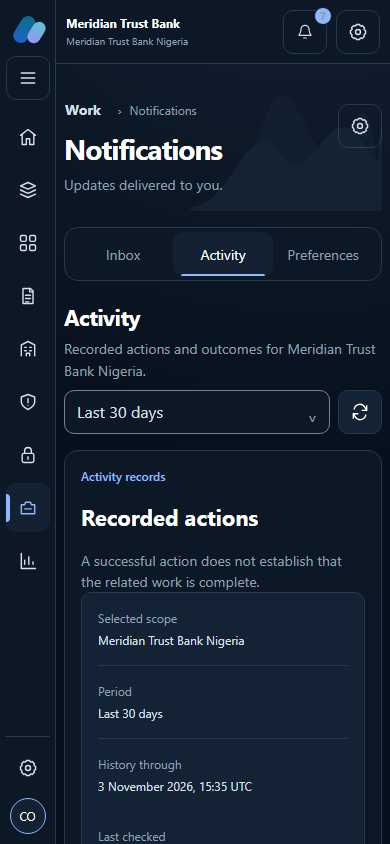 Meridian Trust Bank
Meridian Trust Bank Nigeria
7
Work › Notifications
Notifications
Updates delivered to you.
Inbox Activity Preferences
Activity
Recorded actions and outcomes for Meridian Trust
Bank Nigeria.
Last 30 days
Activity records
Recorded actions
A successful action does not establish that
the related work is complete.
Selected scope
Meridian Trust Bank Nigeria
Period
Last 30 days
History through
3 November 2026, 15:35 UTC
Last checked
CO